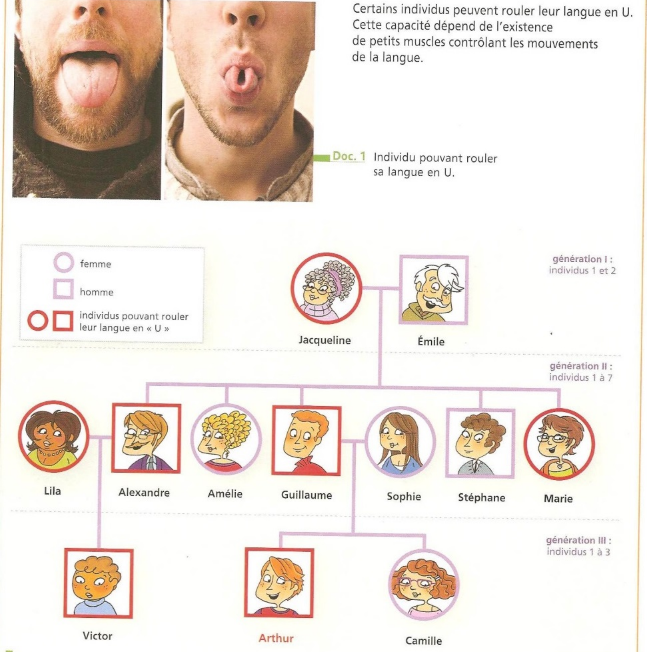 Certains individus peuvent rouler leur langue en U.
Cette capacité dépend de l'existence
de petits muscles contrôlant les mouvements
de la langue.
Doc. 1 Individu pouvant rouler
sa langue en U.
femme
homme
individus pouvant rouler
leur langue en « U »
génération I :
individus 1 et 2
Jacqueline
Émile
génération II :
individus 1 à 7
Lila
Alexandre
Amélie
Guillaume
Sophie
Stéphane
Marie
génération III :
individus 1 à 3
Victor
Arthur
Camille